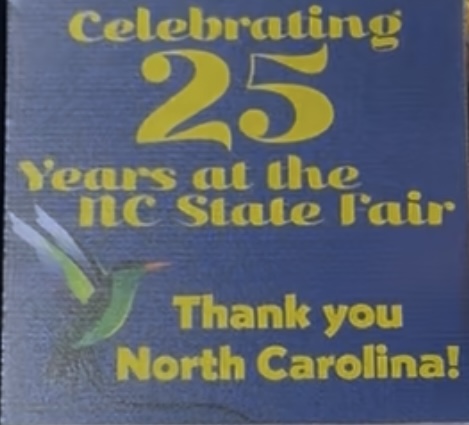 Celebrating
25
Years at the
NC State Fair
Thank you
North Carolina!